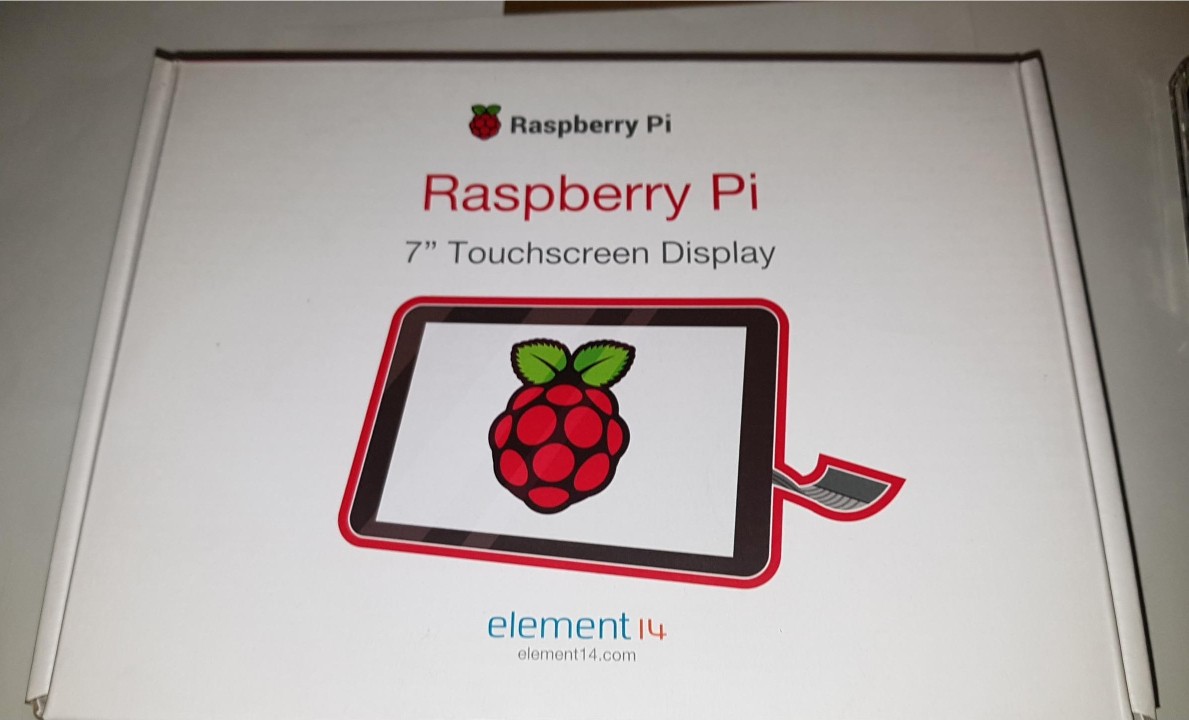 Raspberry Pi
Raspberry Pi
7” Touchscreen Display
element14
element14.com